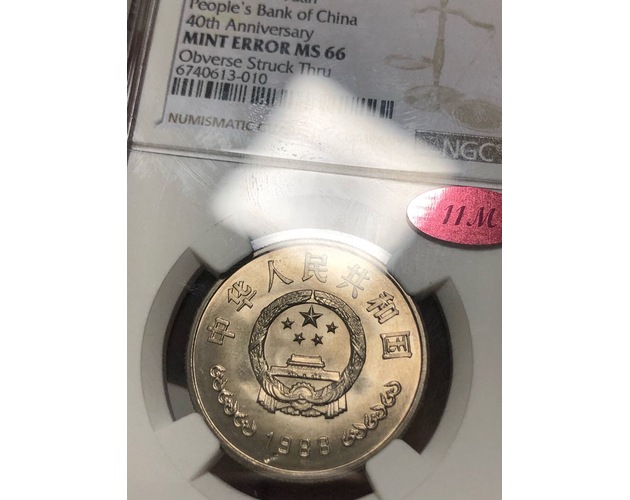 People's Bank of China
40th Anniversary
MINT ERROR MS 66
Obverse Struck Thru
6740613-010
NUMISMATIC
NGC
11M
中华人民共和国
1988